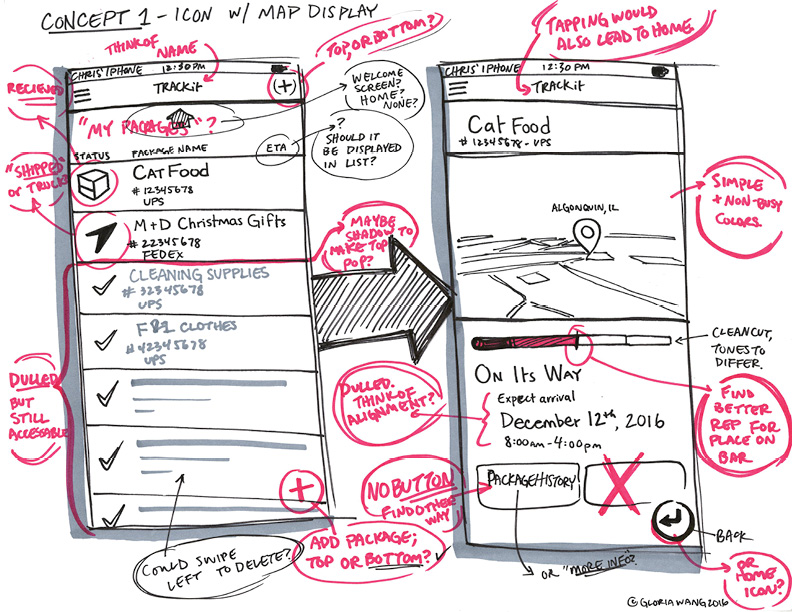 CONCEPT 1 - ICON W/ MAP DISPLAY
THINK OF
NAME
TOP, OR BOTTOM?
TAPPING WOULD
ALSO LEAD TO HOME.
CHRIS' IPHONE 12:30 PM
TRACKit
(+)
RECIEVED
"MY PACKAGES"?
WELCOME
SCREEN?
HOME?
NONE?
STATUS PACKAGE NAME ETA
?
SHOULD IT
BE DISPLAYED
IN LIST?
CAT FOOD
# 12345678
UPS
"SHIPPED"
or TRUCK?
M+D Christmas Gifts
# 22345678
FEDEX
MAYBE
SHADOW TO
MAKE TOP
POP?
CLEANING SUPPLIES
# 32345678
UPS
CLOTHES
# 42345678
UPS
DULLED
BUT
STILL
ACCESSABLE
+
ADD PACKAGE;
TOP OR BOTTOM?
COULD SWIPE
LEFT TO DELETE?
CHRIS' IPHONE 12:30 PM
TRACKit
Cat Food
# 12345678 - UPS
ALGONQUIN, IL
SIMPLE
+ NON-BUSY
COLORS.
CLEAN CUT,
TONES TO
DIFFER.
ON ITS WAY
Expect arrival
December 12th, 2016
8:00am - 4:00pm
DULLED.
THINK OF
ALIGNMENT?
FIND
BETTER
REP FOR
PLACE ON
BAR
NO BUTTON
FIND OTHER
WAY
PACKAGE HISTORY
X
OR "MORE INFO"?
BACK
OR
HOME
ICON?
© GLORIA WANG 2016